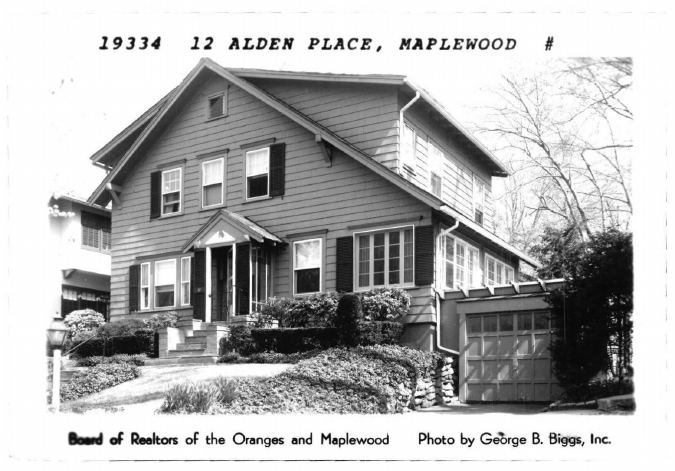 19334 12 ALDEN PLACE, MAPLEWOOD #
Board of Realtors of the Oranges and Maplewood Photo by George B. Biggs, Inc.